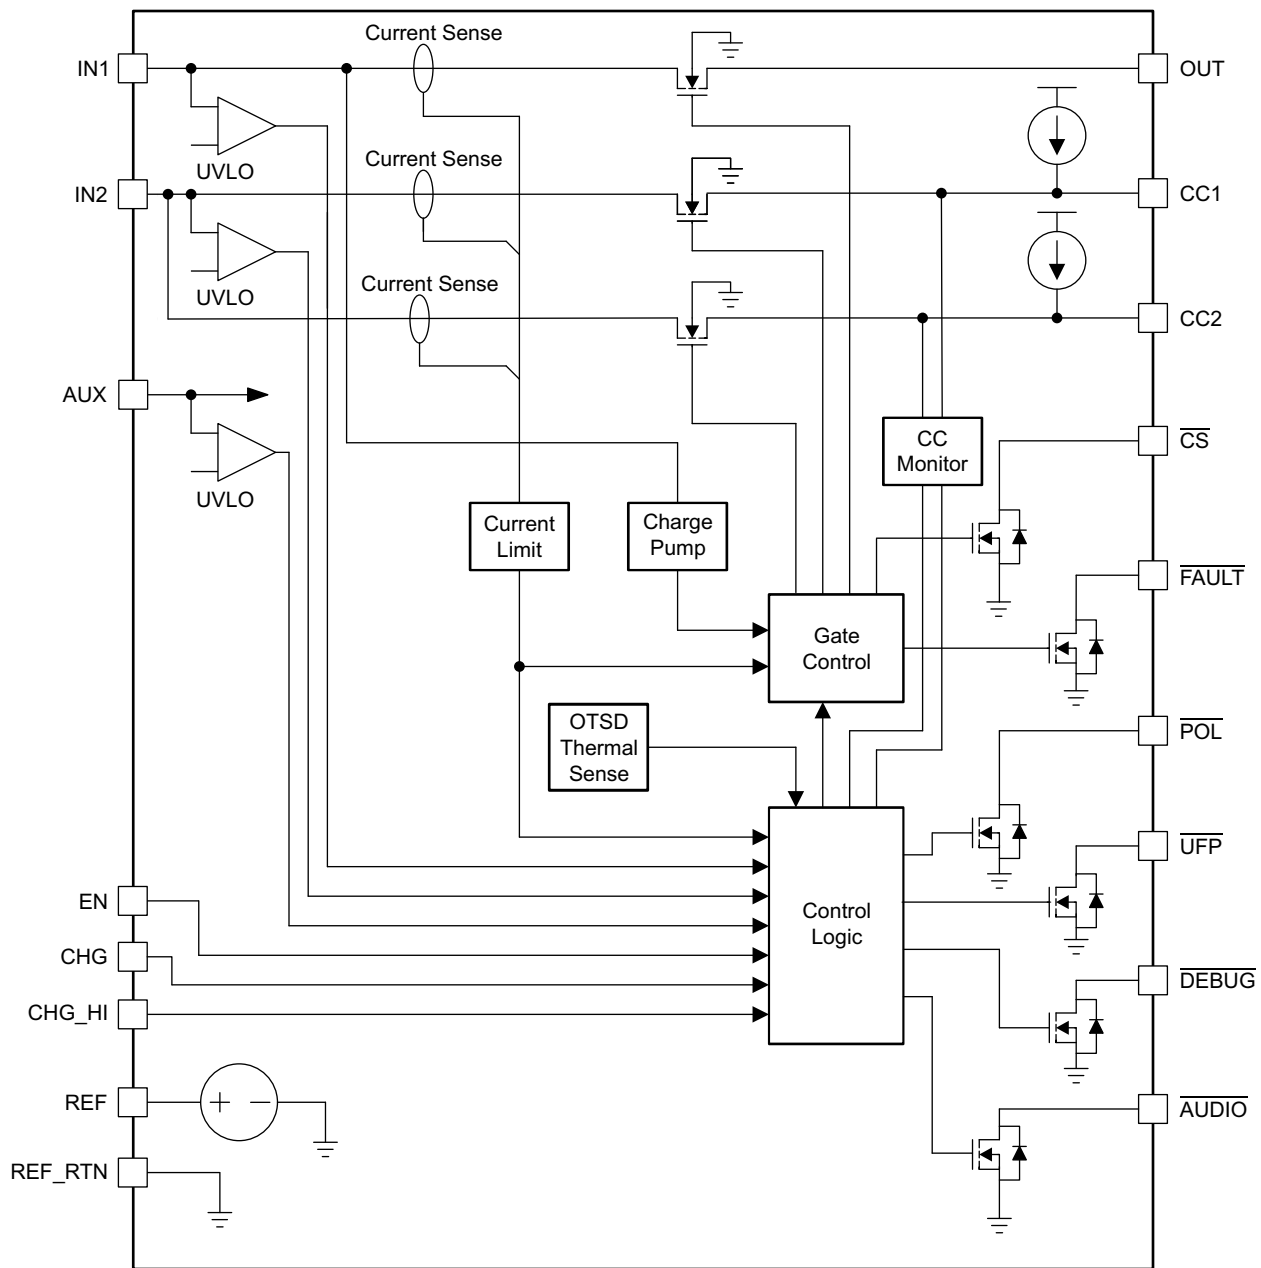 Current Sense
IN1
OUT
UVLO
Current Sense
IN2
CC1
UVLO
Current Sense
CC2
AUX
UVLO
CC
Monitor
CS
Current
Limit
Charge
Pump
FAULT
Gate
Control
OTSD
Thermal
Sense
POL
UFP
EN
Control
Logic
CHG
DEBUG
CHG_HI
REF
+ −
AUDIO
REF_RTN